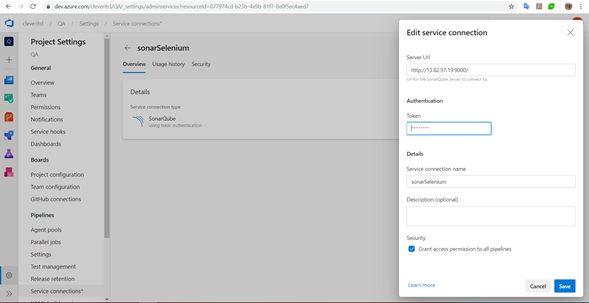 dev.azure.com/cleveritcl/QA/_settings/adminservices?resourceId=077974cd-b23b-4e9b-81f7-8e0f5ec4aed7
cleveritcl / QA / Settings / Service connections*
Project Settings
QA
General
Overview
Teams
Permissions
Notifications
Service hooks
Dashboards
Boards
Project configuration
Team configuration
GitHub connections
Pipelines
Agent pools
Parallel jobs
Settings
Test management
Release retention
Service connections*
sonarSelenium
Overview Usage history Security
Details
Service connection type
SonarQube
using basic authentication
Edit service connection
Server Url
http://13.82.97.19:9000/
Url for the SonarQube Server to connect to.
Authentication
Token
********
Details
Service connection name
sonarSelenium
Description (optional)
Security
Grant access permission to all pipelines
Learn more
Cancel
Save